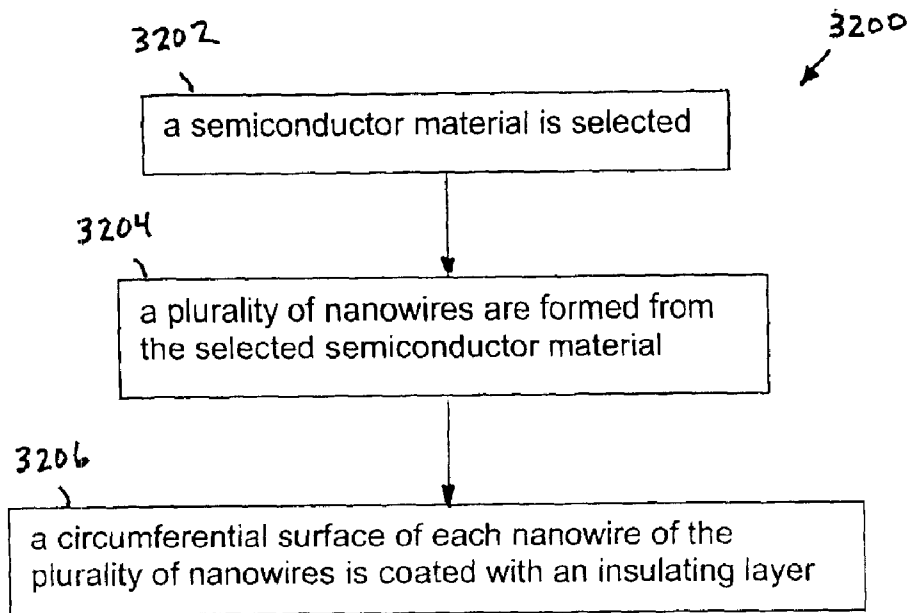 3202
3200
a semiconductor material is selected
3204
a plurality of nanowires are formed from
the selected semiconductor material
3206
a circumferential surface of each nanowire of the
plurality of nanowires is coated with an insulating layer